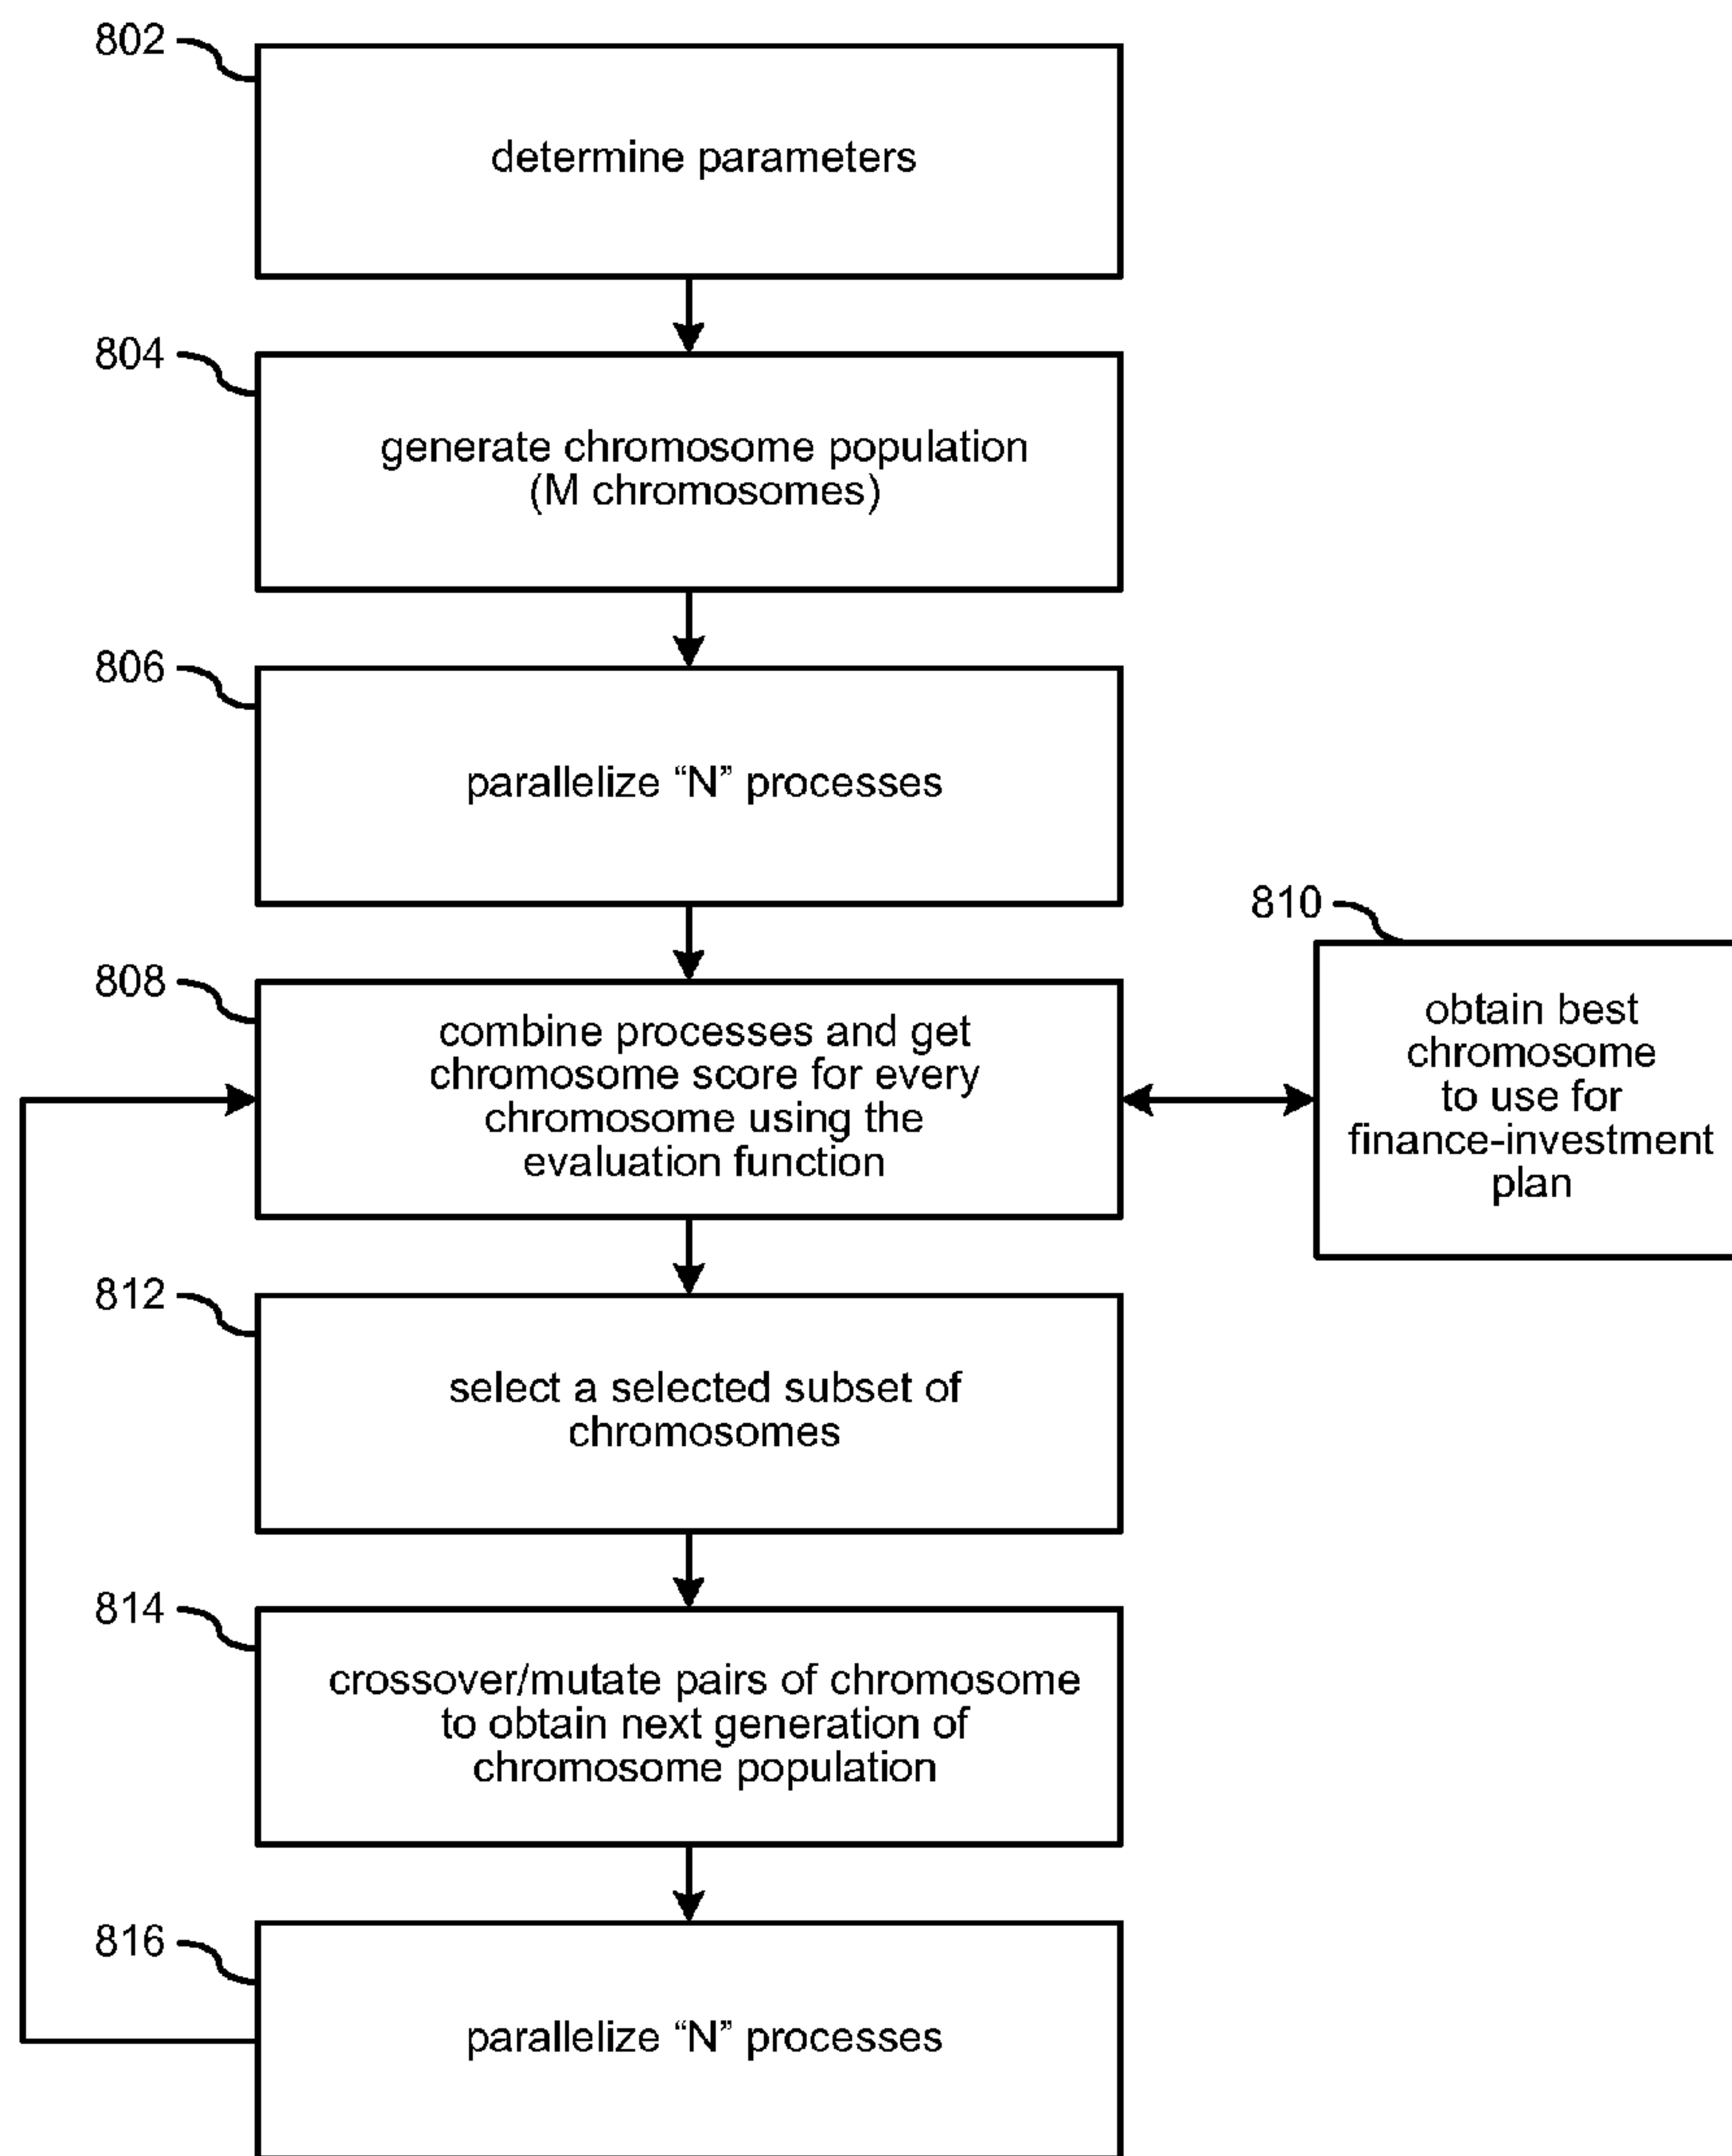 802
determine parameters
804
generate chromosome population
(M chromosomes)
806
parallelize “N” processes
808
combine processes and get
chromosome score for every
chromosome using the
evaluation function
810
obtain best
chromosome
to use for
finance-investment
plan
812
select a selected subset of
chromosomes
814
crossover/mutate pairs of chromosome
to obtain next generation of
chromosome population
816
parallelize “N” processes